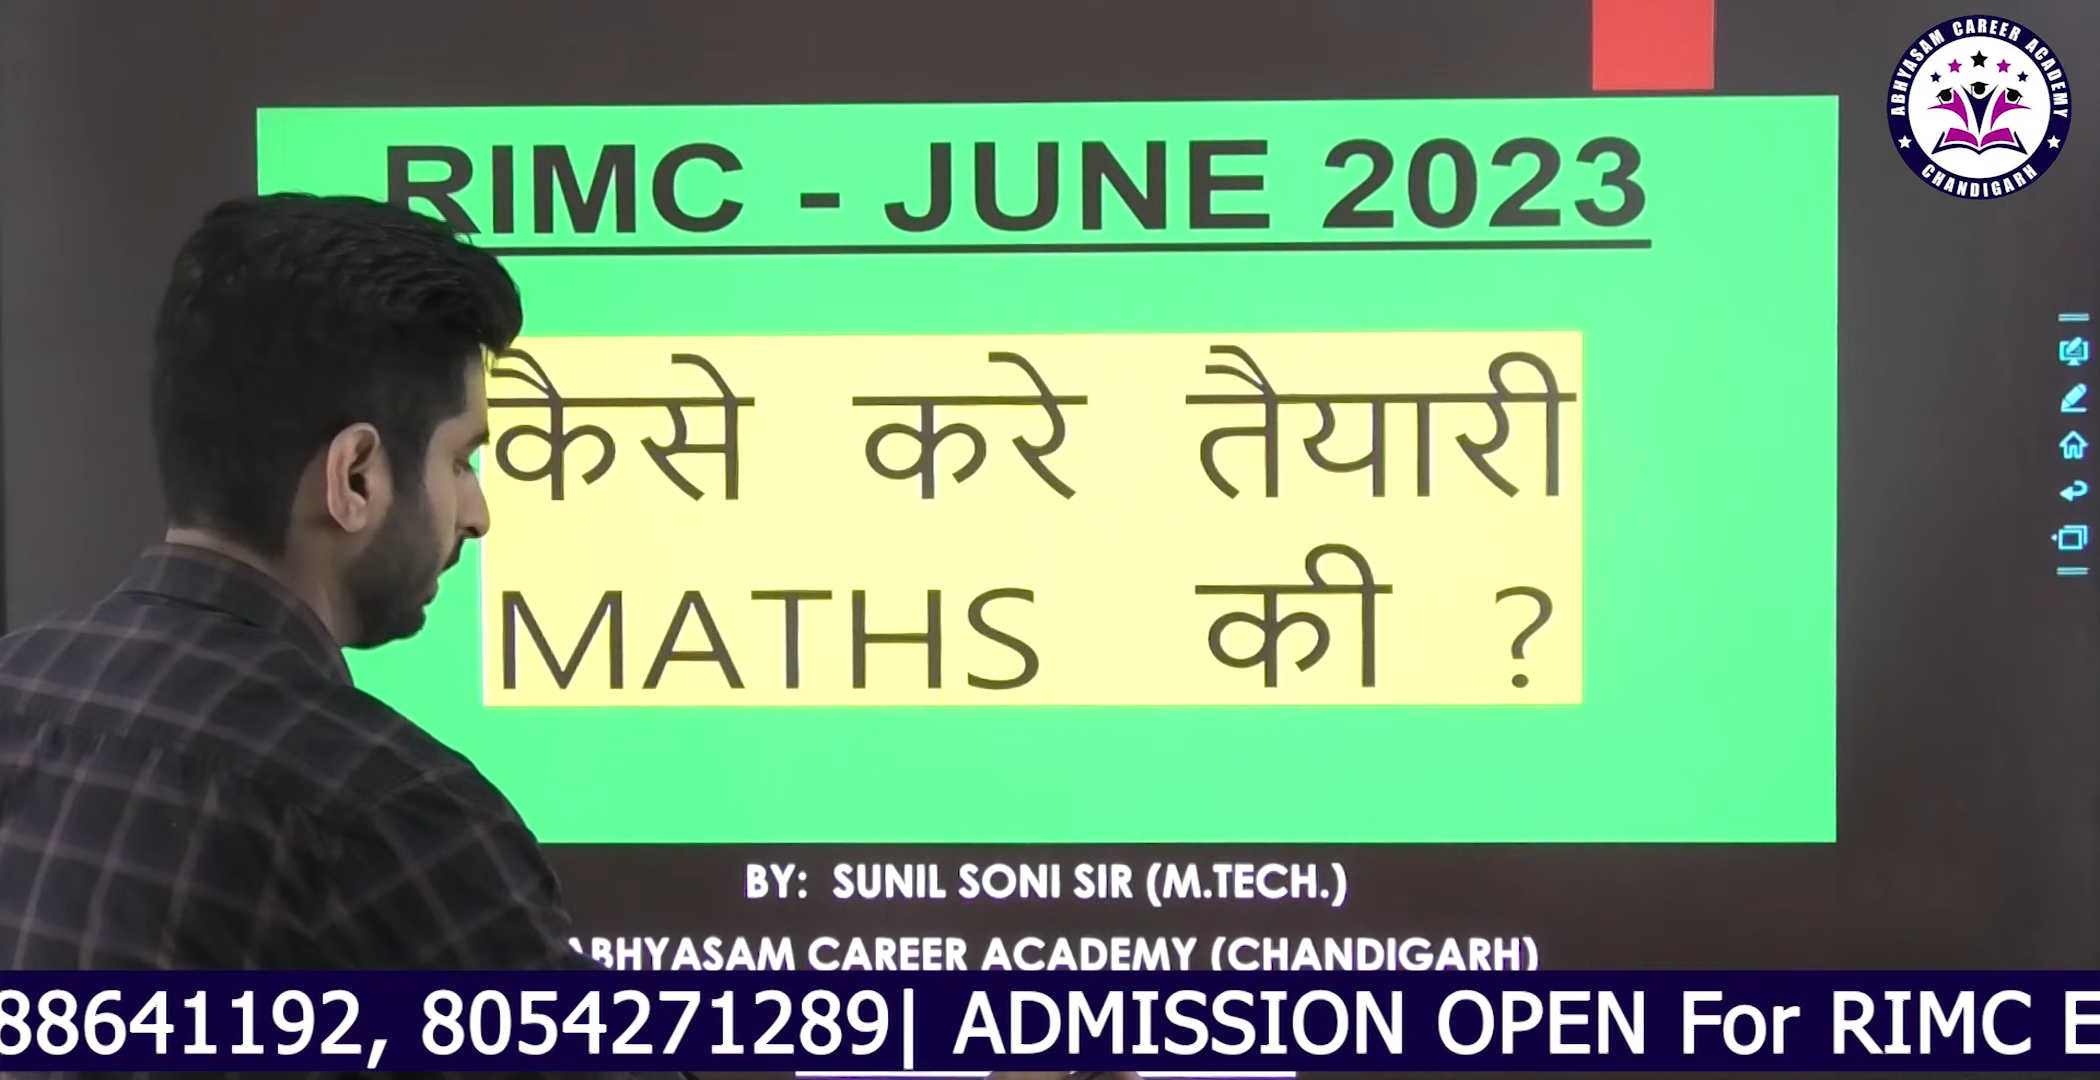 ABHYASAM CAREER ACADEMY
CHANDIGARH
RIMC - JUNE 2023
कैसे करे तैयारी
MATHS की ?
BY: SUNIL SONI SIR (M.TECH.)
ABHYASAM CAREER ACADEMY (CHANDIGARH)
88641192, 8054271289| ADMISSION OPEN For RIMC E